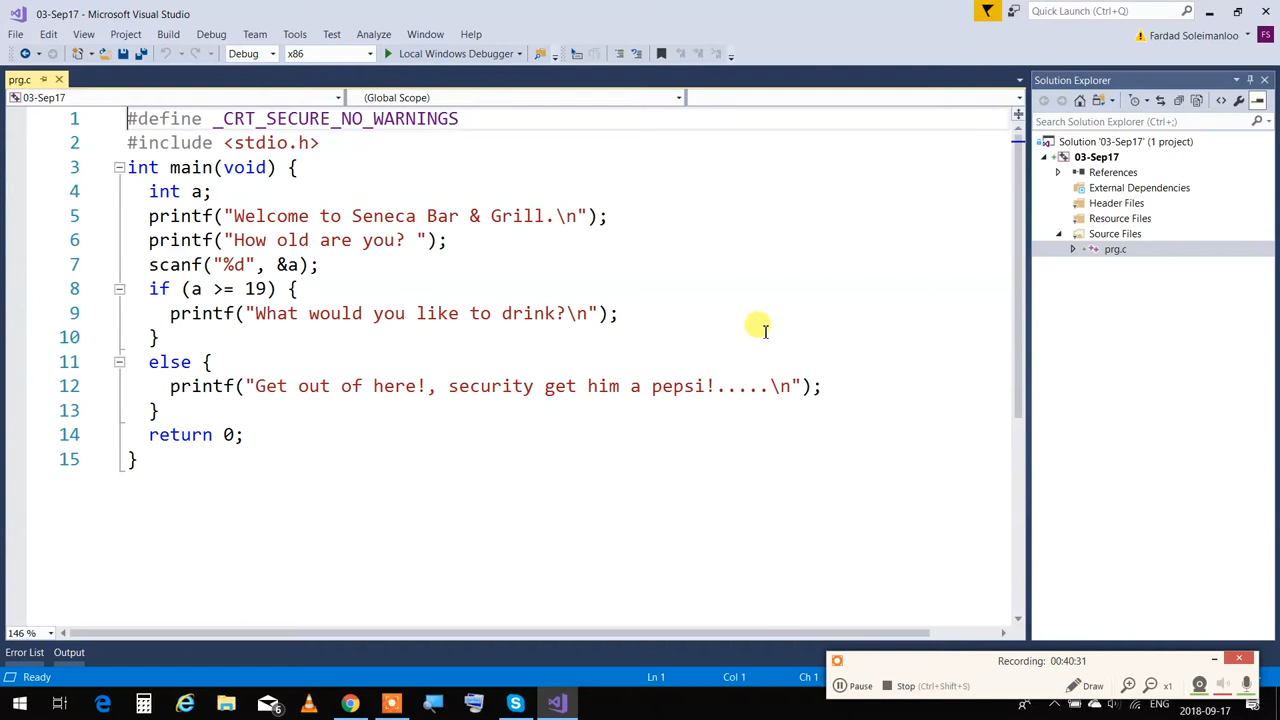 03-Sep17 - Microsoft Visual Studio
Quick Launch (Ctrl+Q)
File Edit View Project Build Debug Team Tools Test Analyze Window Help
Fardad Soleimanloo FS
Debug x86 Local Windows Debugger
prg.c
Solution Explorer
03-Sep17 (Global Scope)
Search Solution Explorer (Ctrl+;)
Solution '03-Sep17' (1 project)
03-Sep17
References
External Dependencies
Header Files
Resource Files
Source Files
prg.c
1 #define _CRT_SECURE_NO_WARNINGS
2 #include <stdio.h>
3 int main(void) {
4 int a;
5 printf("Welcome to Seneca Bar & Grill.\n");
6 printf("How old are you? ");
7 scanf("%d", &a);
8 if (a >= 19) {
9 printf("What would you like to drink?\n");
10 }
11 else {
12 printf("Get out of here!, security get him a pepsi!.....\n");
13 }
14 return 0;
15 }
146 %
Error List Output
Ready Ln 1 Col 1 Ch 1
Recording: 00:40:31
Pause Stop (Ctrl+Shift+S) Draw x1
6
ENG
2018-09-17